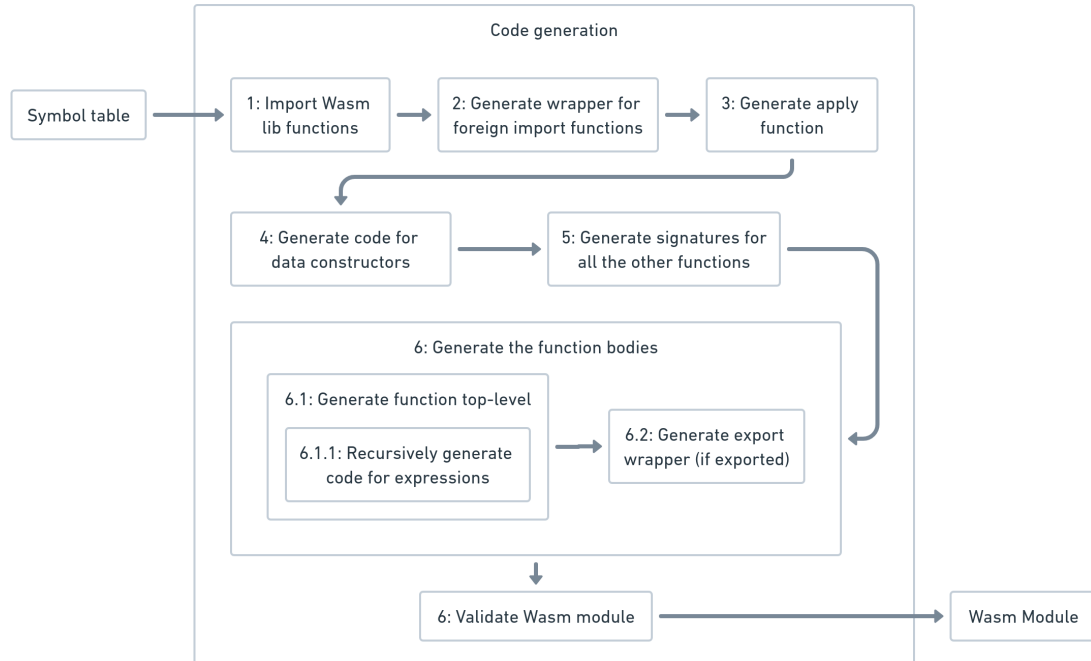 Code generation
Symbol table
1: Import Wasm
lib functions
2: Generate wrapper for
foreign import functions
3: Generate apply
function
4: Generate code for
data constructors
5: Generate signatures for
all the other functions
6: Generate the function bodies
6.1: Generate function top-level
6.1.1: Recursively generate
code for expressions
6.2: Generate export
wrapper (if exported)
6: Validate Wasm module
Wasm Module